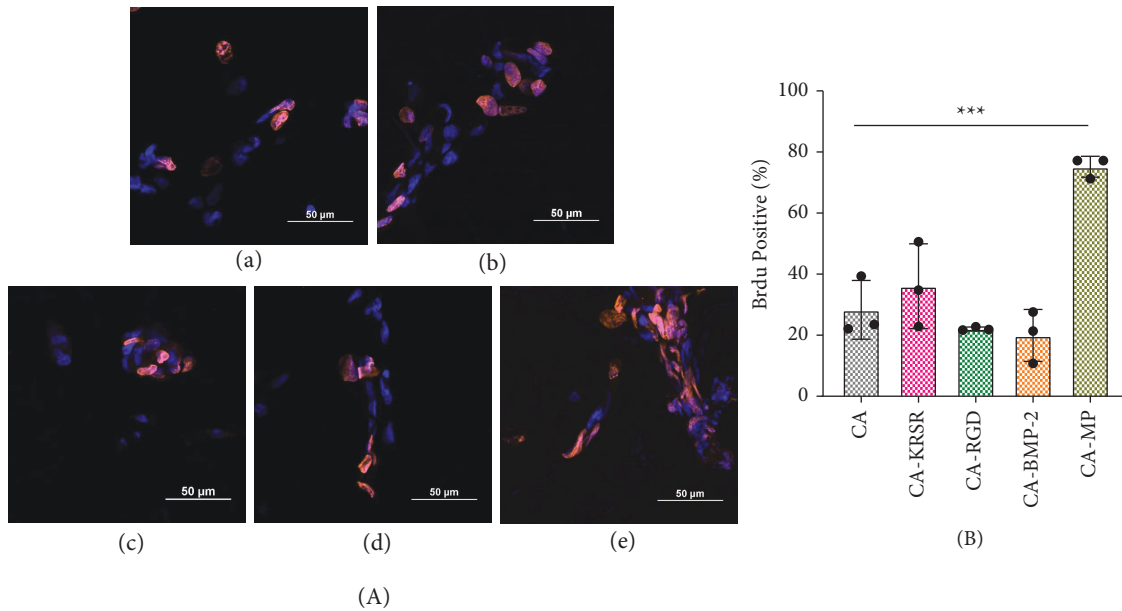 50 μm
(a)
50 μm
(b)
50 μm
(c)
50 μm
(d)
50 μm
(e)
(A)
Brdu Positive (%)
100
80
60
40
20
0
***
CA
CA-KRSR
CA-RGD
CA-BMP-2
CA-MP
(B)